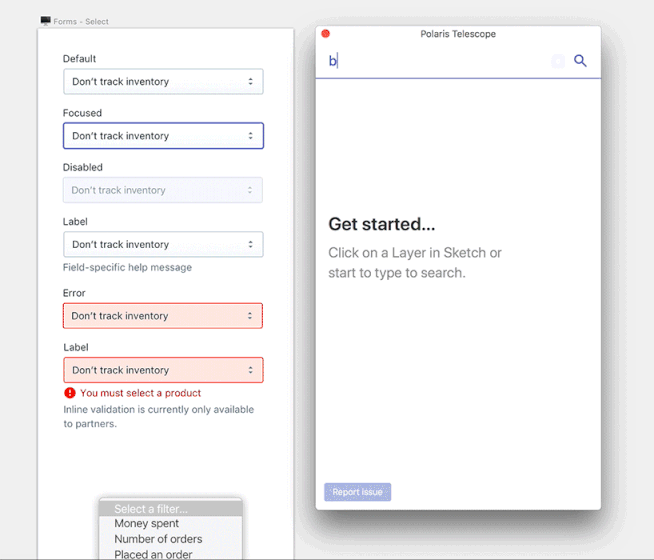 Forms - Select
Default
Don't track inventory
Focused
Don't track inventory
Disabled
Don't track inventory
Label
Don't track inventory
Field-specific help message
Error
Don't track inventory
Label
Don't track inventory
You must select a product
Inline validation is currently only available
to partners.
Select a filter...
Money spent
Number of orders
Placed an order
Polaris Telescope
b
Get started...
Click on a Layer in Sketch or
start to type to search.
Report Issue